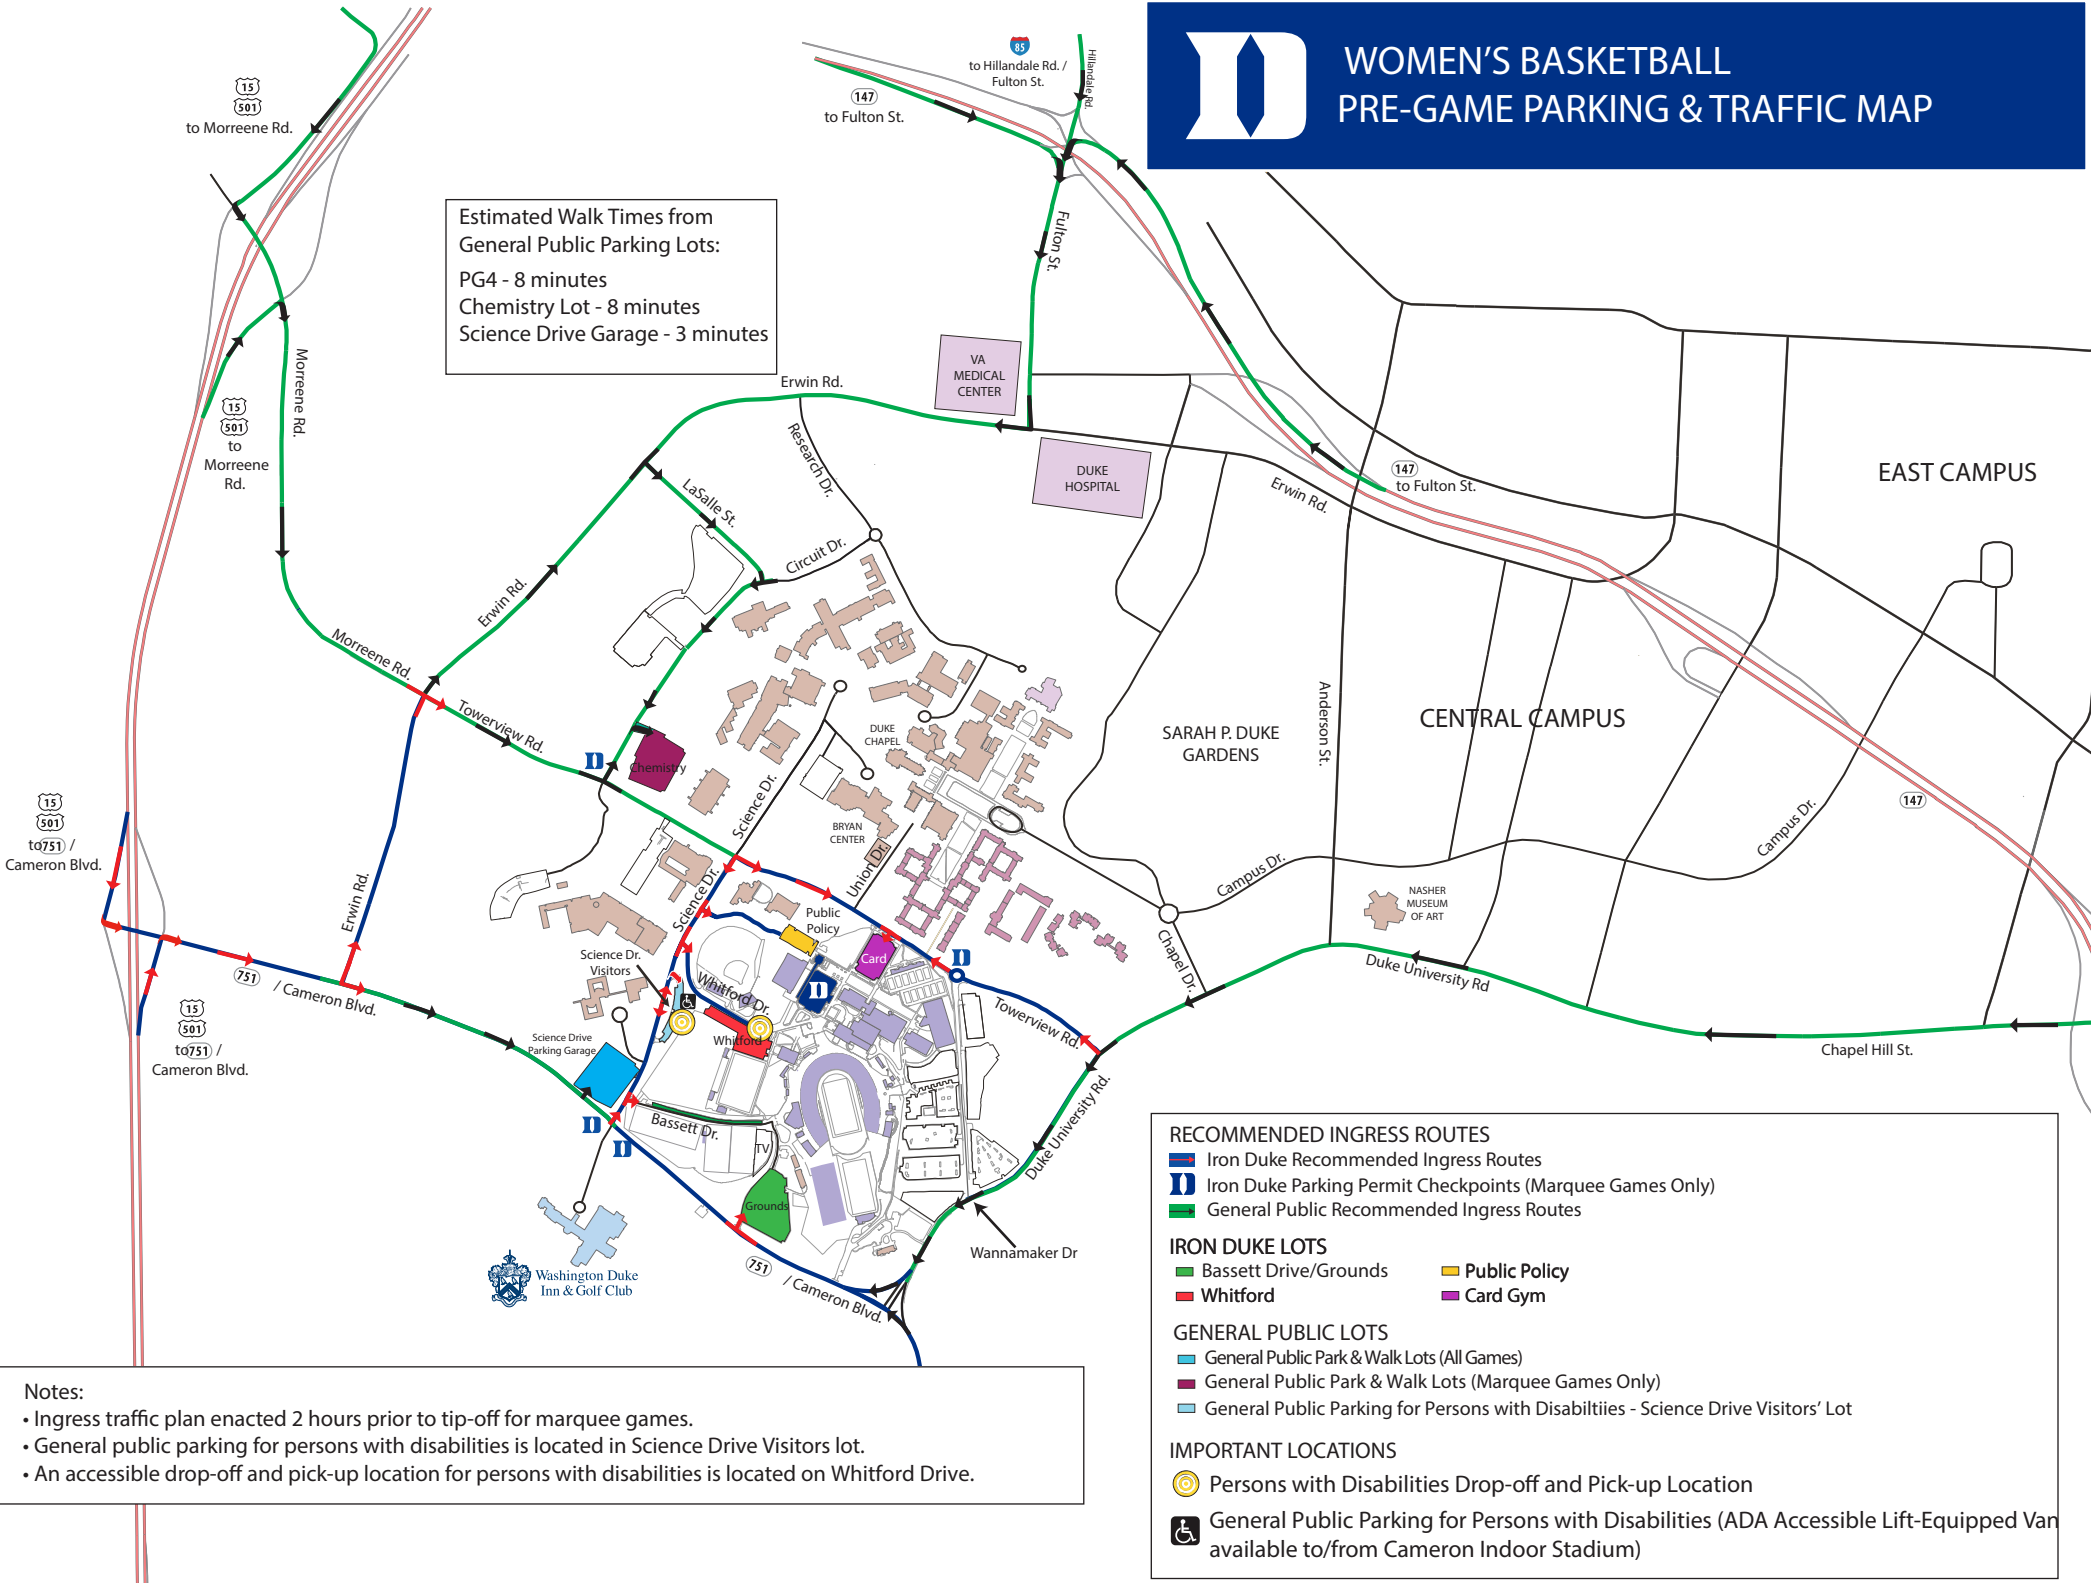 WOMEN'S BASKETBALL
PRE-GAME PARKING & TRAFFIC MAP
15
501
to Morreene Rd.
85
to Hillandale Rd. /
Fulton St.
Hillandale Rd.
147
to Fulton St.
Fulton St.
Estimated Walk Times from
General Public Parking Lots:
PG4 - 8 minutes
Chemistry Lot - 8 minutes
Science Drive Garage - 3 minutes
Morreene Rd.
15
501
to
Morreene
Rd.
Erwin Rd.
VA
MEDICAL
CENTER
DUKE
HOSPITAL
Research Dr.
LaSalle St.
Circuit Dr.
Erwin Rd.
147
to Fulton St.
EAST CAMPUS
Erwin Rd.
Morreene Rd.
Towerview Rd.
Anderson St.
SARAH P. DUKE
GARDENS
CENTRAL CAMPUS
DUKE
CHAPEL
Chemistry
Science Dr.
BRYAN
CENTER
Union Dr.
147
Campus Dr.
Campus Dr.
15
501
to 751 /
Cameron Blvd.
Erwin Rd.
Science Dr.
Public
Policy
Card
NASHER
MUSEUM
OF ART
Chapel Dr.
Duke University Rd
Science Dr.
Visitors
Whitford Dr.
751 / Cameron Blvd.
15
501
to 751 /
Cameron Blvd.
Science Drive
Parking Garage
Whitford
Towerview Rd.
Chapel Hill St.
Bassett Dr.
TV
Duke University Rd.
Grounds
Wannamaker Dr
Washington Duke
Inn & Golf Club
751 / Cameron Blvd.
RECOMMENDED INGRESS ROUTES
Iron Duke Recommended Ingress Routes
Iron Duke Parking Permit Checkpoints (Marquee Games Only)
General Public Recommended Ingress Routes
IRON DUKE LOTS
Bassett Drive/Grounds
Public Policy
Whitford
Card Gym
GENERAL PUBLIC LOTS
General Public Park & Walk Lots (All Games)
General Public Park & Walk Lots (Marquee Games Only)
General Public Parking for Persons with Disabiltiies - Science Drive Visitors' Lot
IMPORTANT LOCATIONS
Persons with Disabilities Drop-off and Pick-up Location
General Public Parking for Persons with Disabilities (ADA Accessible Lift-Equipped Van
available to/from Cameron Indoor Stadium)
Notes:
• Ingress traffic plan enacted 2 hours prior to tip-off for marquee games.
• General public parking for persons with disabilities is located in Science Drive Visitors lot.
• An accessible drop-off and pick-up location for persons with disabilities is located on Whitford Drive.